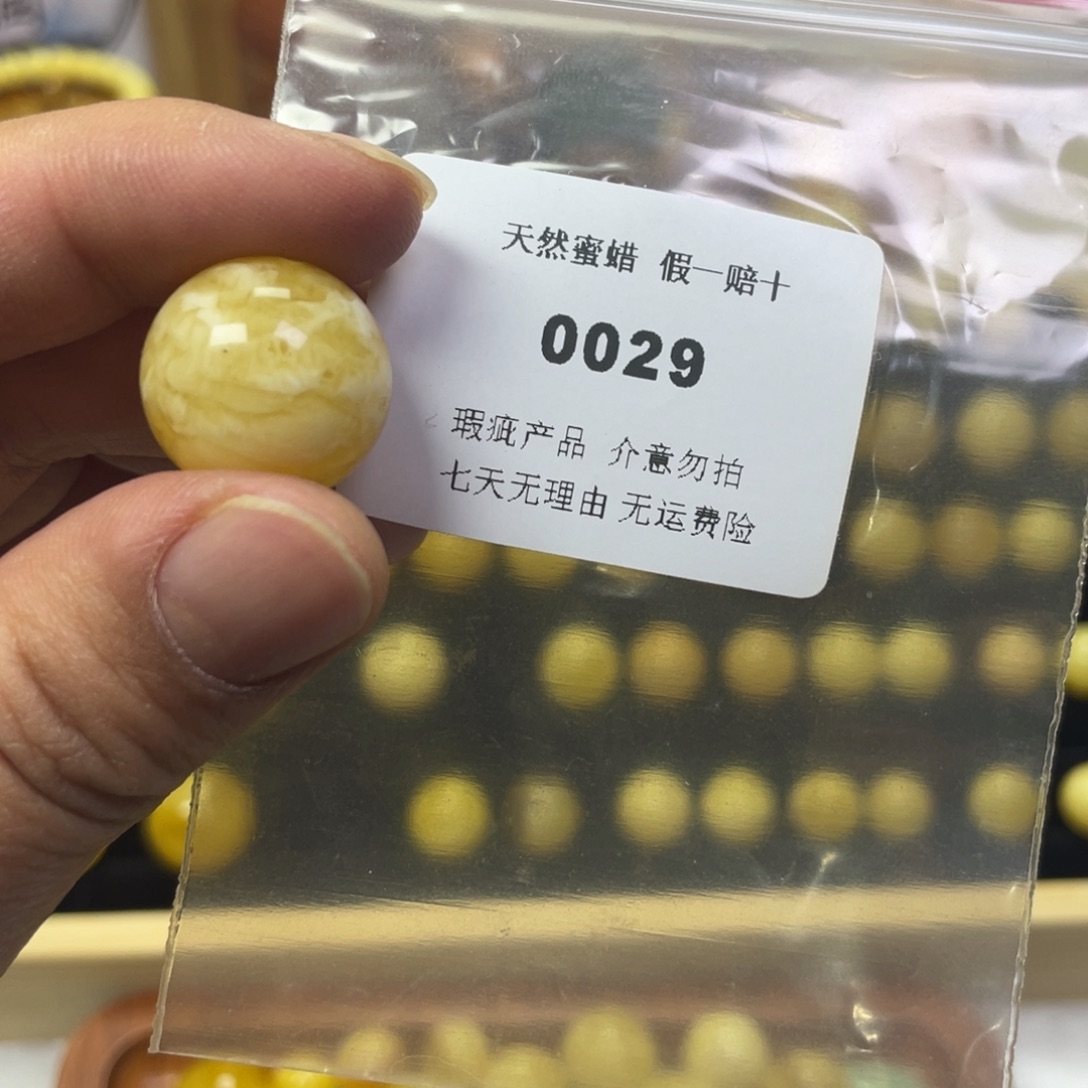 天然蜜蜡 假一赔十
0029
瑕疵产品 介意勿拍
七天无理由 无运费险